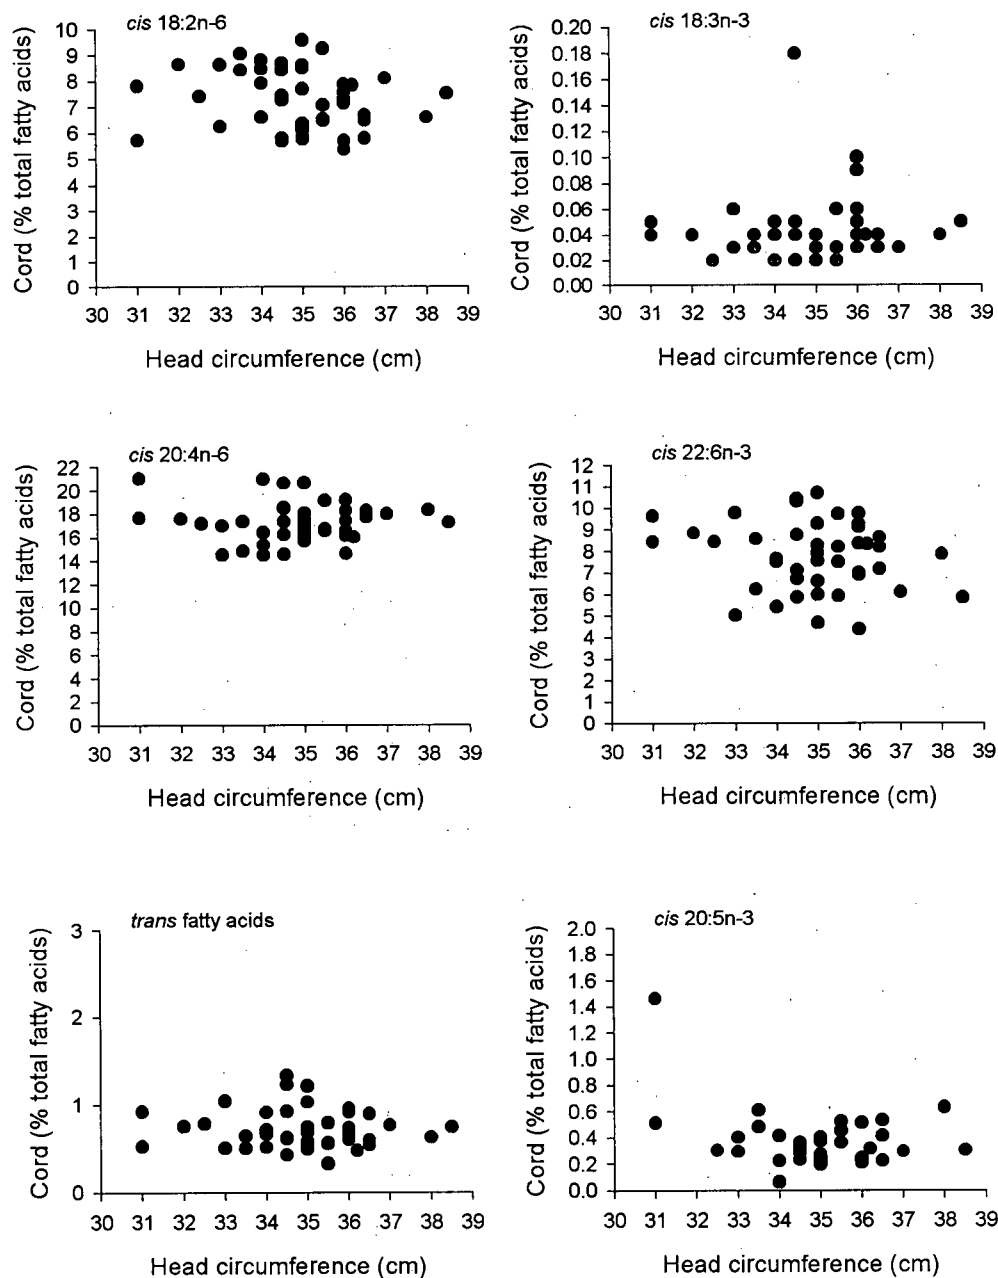 cis 18:2n-6
Cord (% total fatty acids)
10
9
8
7
6
5
4
3
2
1
0
30 31 32 33 34 35 36 37 38 39
Head circumference (cm)
cis 18:3n-3
Cord (% total fatty acids)
0.20
0.18
0.16
0.14
0.12
0.10
0.08
0.06
0.04
0.02
0.00
30 31 32 33 34 35 36 37 38 39
Head circumference (cm)
cis 20:4n-6
Cord (% total fatty acids)
22
20
18
16
14
12
10
8
6
4
2
0
30 31 32 33 34 35 36 37 38 39
Head circumference (cm)
cis 22:6n-3
Cord (% total fatty acids)
12
11
10
9
8
7
6
5
4
3
2
1
0
30 31 32 33 34 35 36 37 38 39
Head circumference (cm)
trans fatty acids
Cord (% total fatty acids)
3
2
1
0
30 31 32 33 34 35 36 37 38 39
Head circumference (cm)
cis 20:5n-3
Cord (% total fatty acids)
2.0
1.8
1.6
1.4
1.2
1.0
0.8
0.6
0.4
0.2
0.0
30 31 32 33 34 35 36 37 38 39
Head circumference (cm)